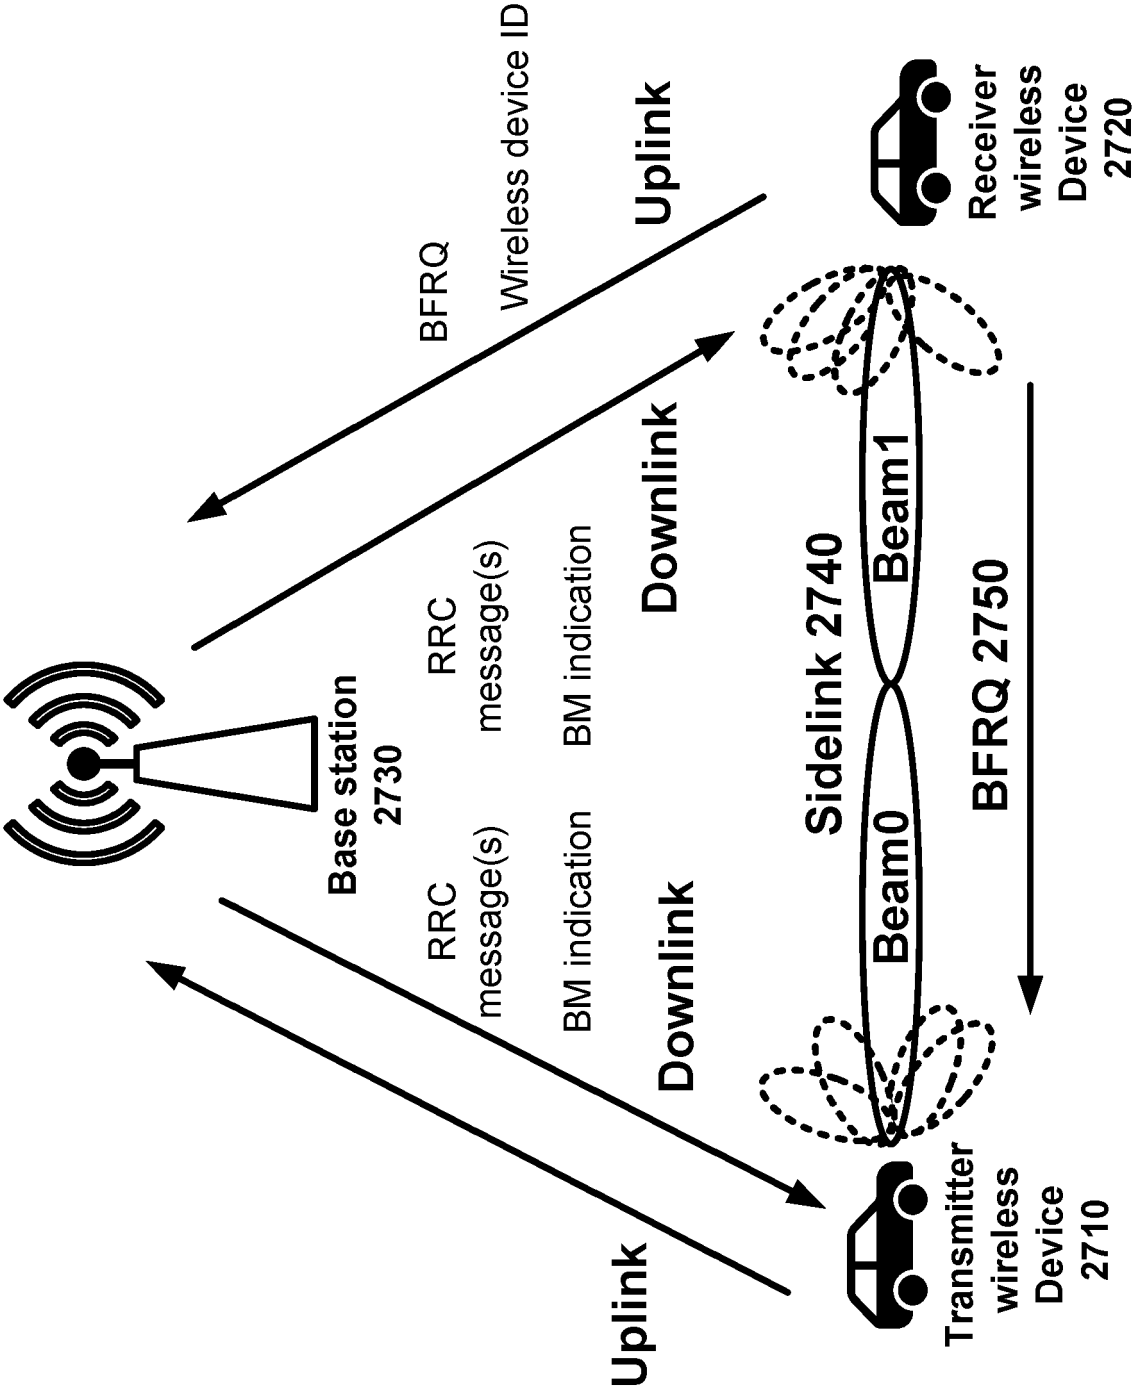 Base station
2730
Uplink
Downlink
RRC
message(s)
BM indication
RRC
message(s)
BM indication
Downlink
BFRQ
Wireless device ID
Uplink
Sidelink 2740
Beam0
Beam1
BFRQ 2750
Transmitter
wireless
Device
2710
Receiver
wireless
Device
2720